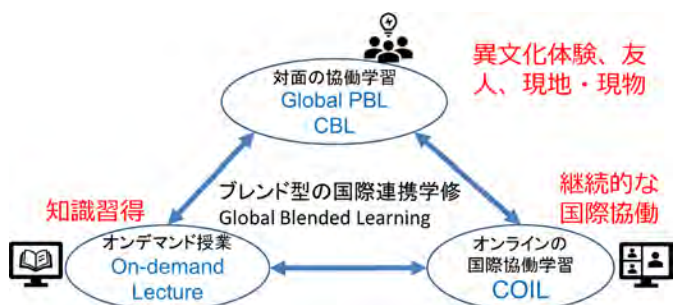 対面の協働学習
Global PBL
CBL
異文化体験、友
人、現地・現物
ブレンド型の国際連携学修
Global Blended Learning
知識習得
継続的な
国際協働
オンデマンド授業
On-demand
Lecture
オンラインの
国際協働学習
COIL